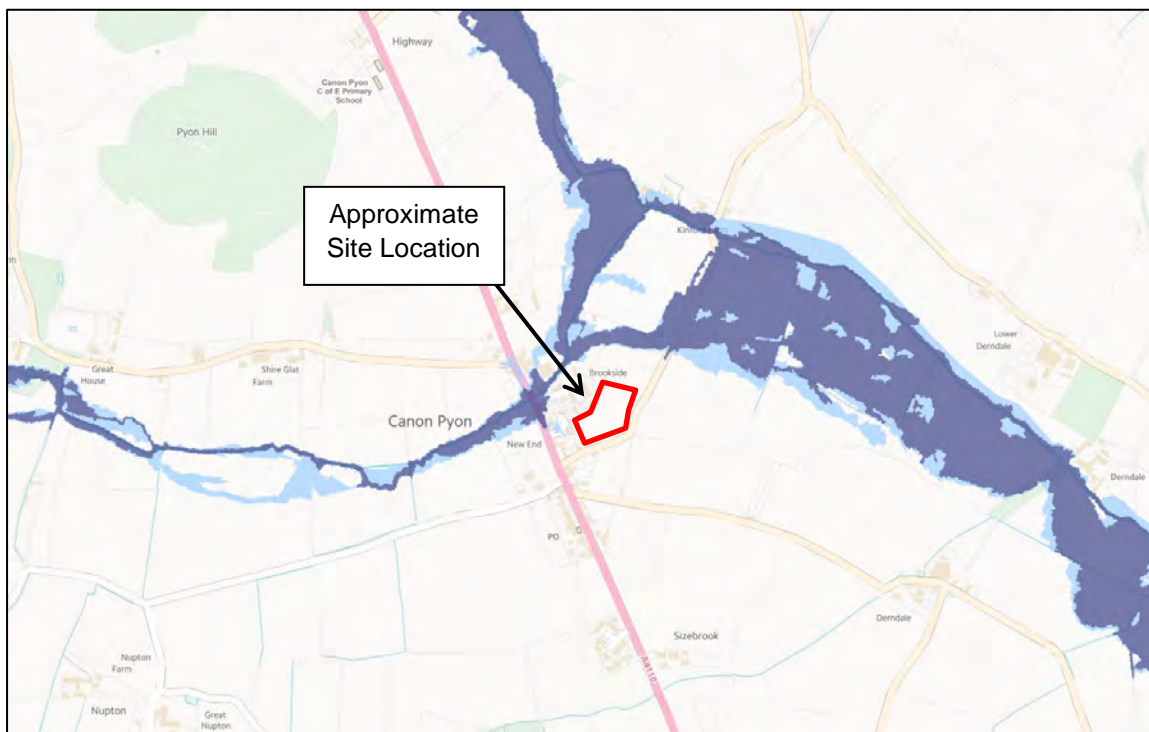 Highway
Canon Pyon
C of E Primary
School
Pyon Hill
Approximate
Site Location
Great
House
Shire Glat
Farm
Brookside
Canon Pyon
New End
Lower
Derndale
Derndale
PO
Derndale
Sizebrook
A4110
Nupton
Farm
Nupton
Great
Nupton